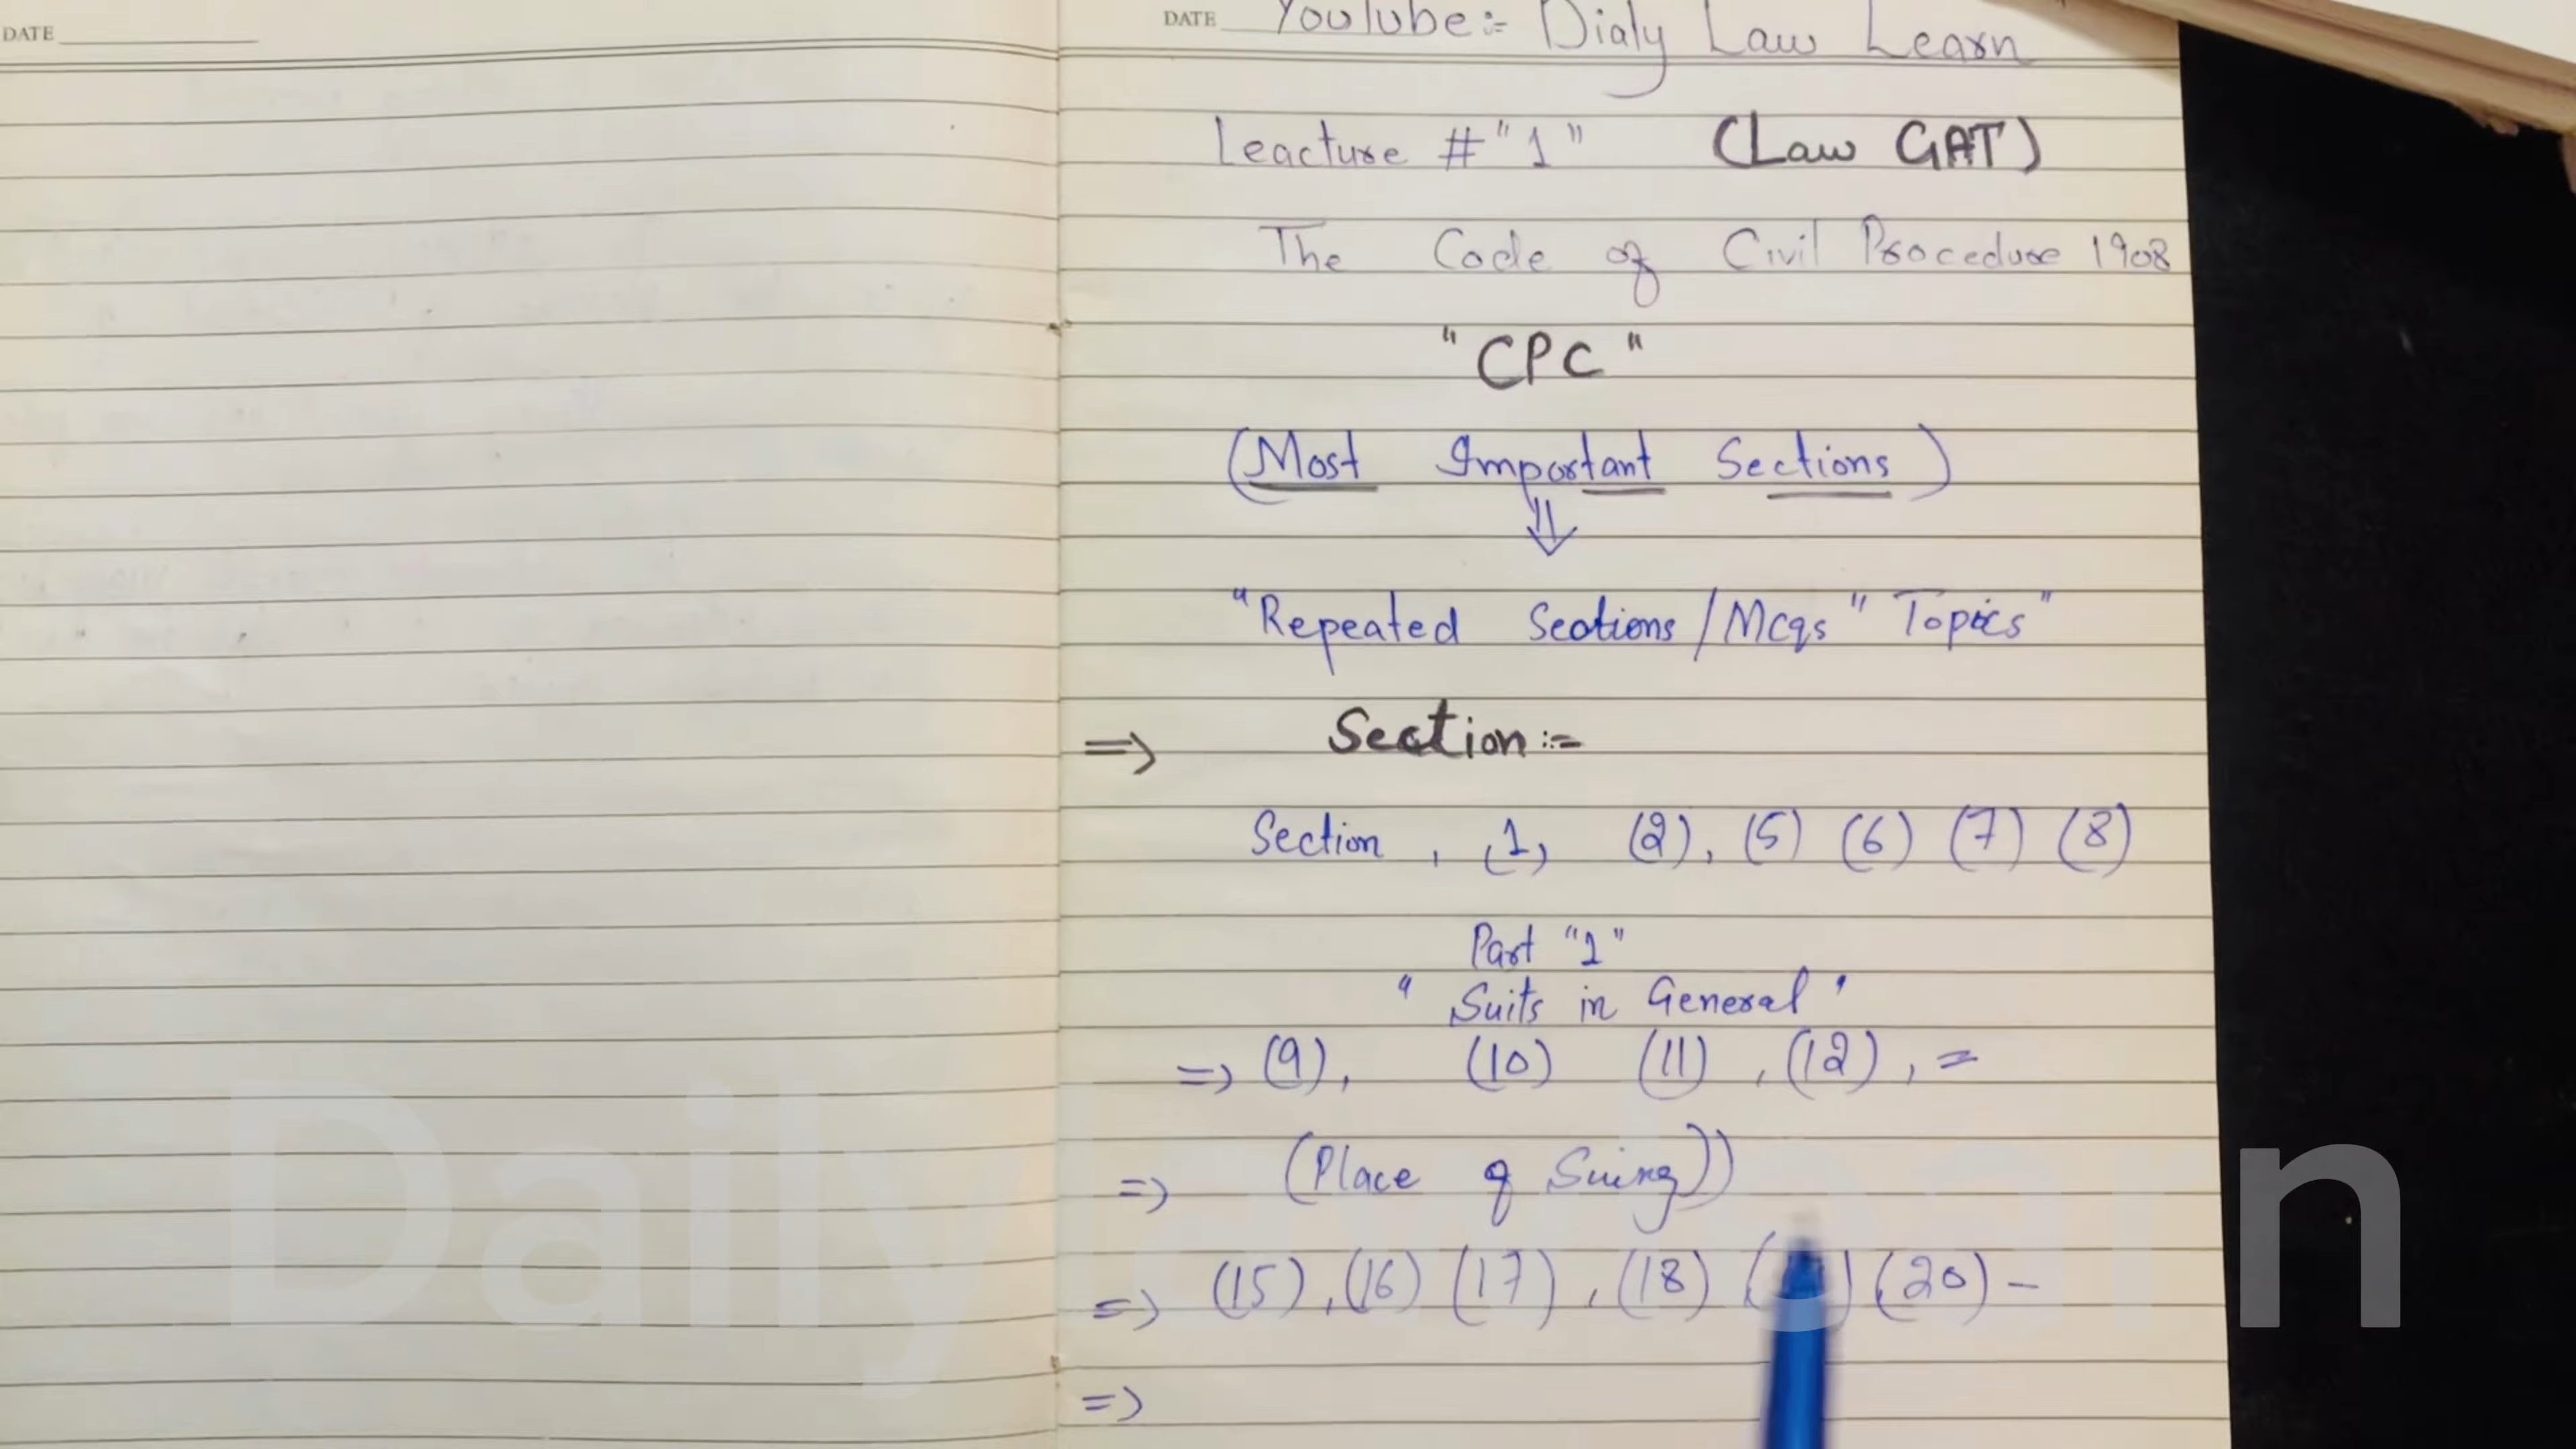 DATE
DATE YouTube:- Dialy Law Learn
Leacture # "1" (Law GAT)
The Code of Civil Procedure 1908
"CPC"
(Most Important Sections)
"Repeated Sections/Mcqs" Topics"
=> Section:-
Section, (1), (2), (5) (6) (7) (8)
Part "1"
" Suits in General "
=> (9), (10) (11), (12), =
=> (Place of Suing))
=> (15), (16) (17), (18) ( ) (20) -
=>
Daily
n